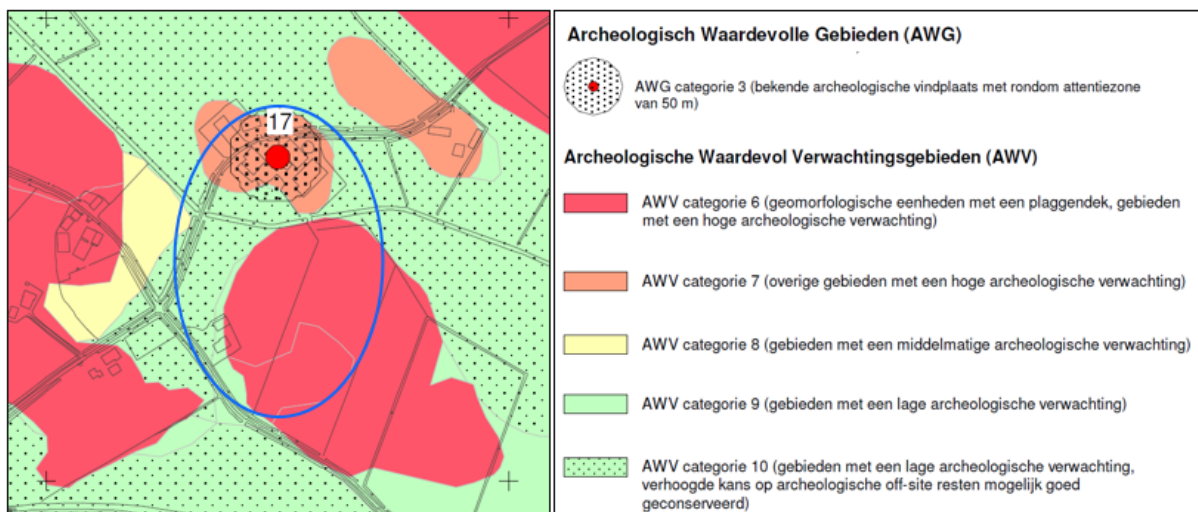 17
Archeologisch Waardevolle Gebieden (AWG)
AWG categorie 3 (bekende archeologische vindplaats met rondom attentiezone
van 50 m)
Archeologische Waardevol Verwachtingsgebieden (AWV)
AWV categorie 6 (geomorfologische eenheden met een plaggendek, gebieden
met een hoge archeologische verwachting)
AWV categorie 7 (overige gebieden met een hoge archeologische verwachting)
AWV categorie 8 (gebieden met een middelmatige archeologische verwachting)
AWV categorie 9 (gebieden met een lage archeologische verwachting)
AWV categorie 10 (gebieden met een lage archeologische verwachting,
verhoogde kans op archeologische off-site resten mogelijk goed
geconserveerd)